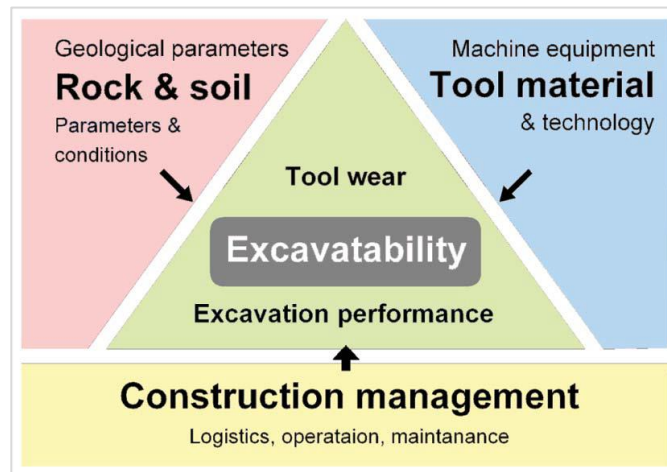 Geological parameters
Rock & soil
Parameters &
conditions
Machine equipment
Tool material
& technology
Tool wear
Excavatability
Excavation performance
Construction management
Logistics, operataion, maintanance